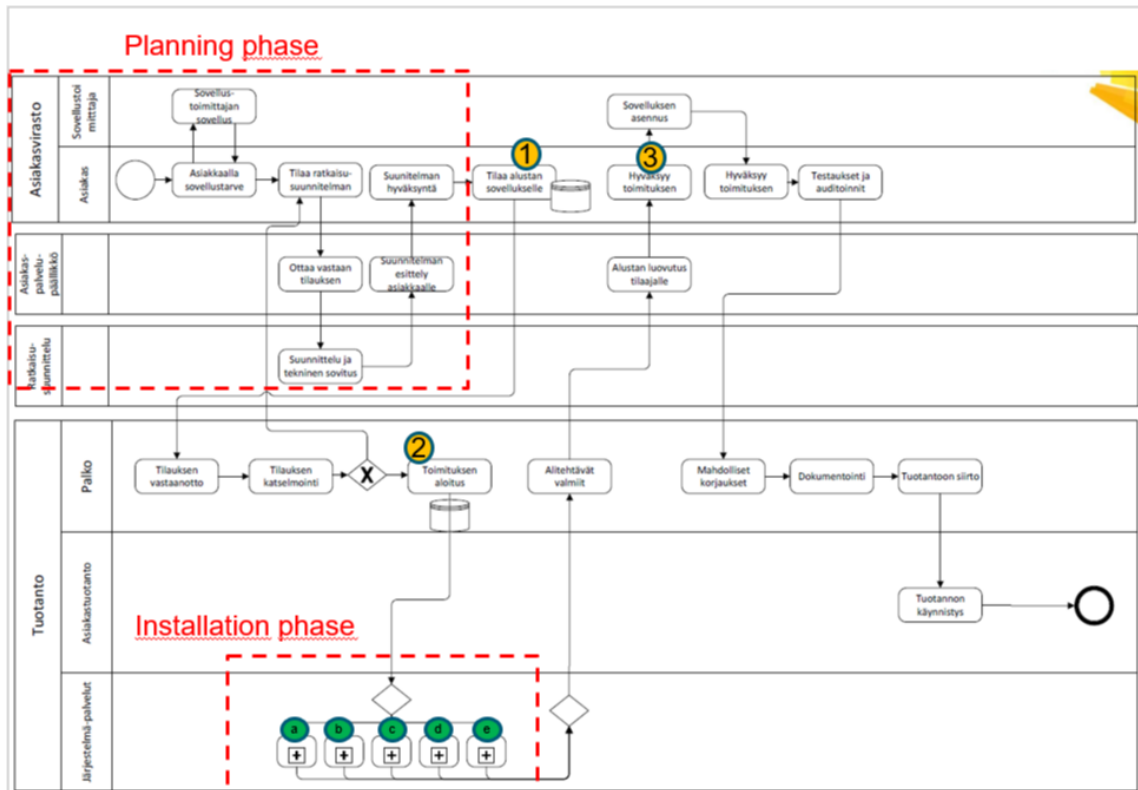 Planning phase
Asiakasvirasto
Sovellustoi
mittaja
Sovellus-
toimittajan
sovellus
Sovelluksen
asennus
Asiakas
Asiakkaalla
sovellustarve
Tilaa ratkaisu-
suunnitelman
Suunitelman
hyväksyntä
1
Tilaa alustan
sovellukselle
3
Hyväksyy
toimituksen
Hyväksyy
toimituksen
Testaukset ja
auditoinnit
Asiakas-
palvelu-
päällikkö
Ottaa vastaan
tilauksen
Suunnitelman
esittely
asiakkaalle
Alustan luovutus
tilaajalle
Ratkaisu-
suunnittelu
Suunnittelu ja
tekninen sovitus
Tuotanto
Palko
Tilauksen
vastaanotto
Tilauksen
katselmointi
X
2
Toimituksen
aloitus
Alitehtävät
valmiit
Mahdolliset
korjaukset
Dokumentointi
Tuotantoon siirto
Asiakastuotanto
Tuotannon
käynnistys
Installation phase
Järjestelmä-palvelut
a
b
c
d
e